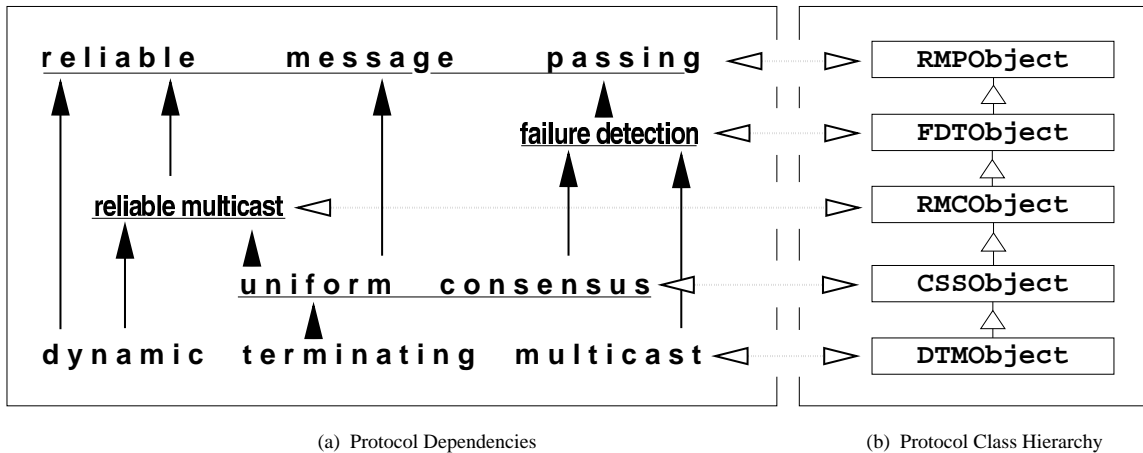 reliable message passing
RMPObject
failure detection
FDTObject
reliable multicast
RMCObject
uniform consensus
CSSObject
dynamic terminating multicast
DTMObject
(a) Protocol Dependencies
(b) Protocol Class Hierarchy